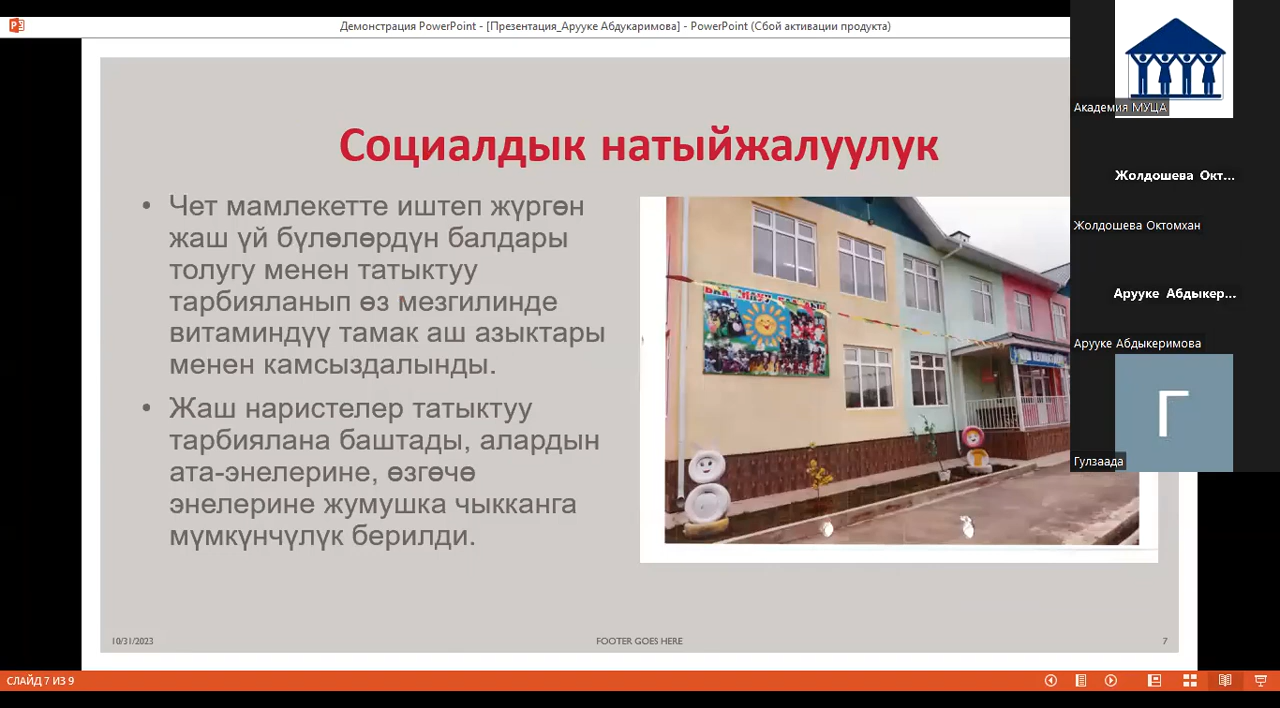 Демонстрация PowerPoint - [Презентация_Арууке Абдукаримова] - PowerPoint (Сбой активации продукта)
Академия МУЦА
Жолдошева Окт...
Жолдошева Октомхан
Арууке Абдыкер...
Арууке Абдыкеримова
Г
Гулзаада
Социалдык натыйжалуулук
• Чет мамлекетте иштеп жүргөн
жаш үй бүлөлөрдүн балдары
толугу менен татыктуу
тарбияланып өз мезгилинде
витаминдүү тамак аш азыктары
менен камсыздалынды.
• Жаш наристелер татыктуу
тарбиялана баштады, алардын
ата-энелерине, өзгөчө
энелерине жумушка чыкканга
мүмкүнчүлүк берилди.
10/31/2023
FOOTER GOES HERE
7
СЛАЙД 7 ИЗ 9